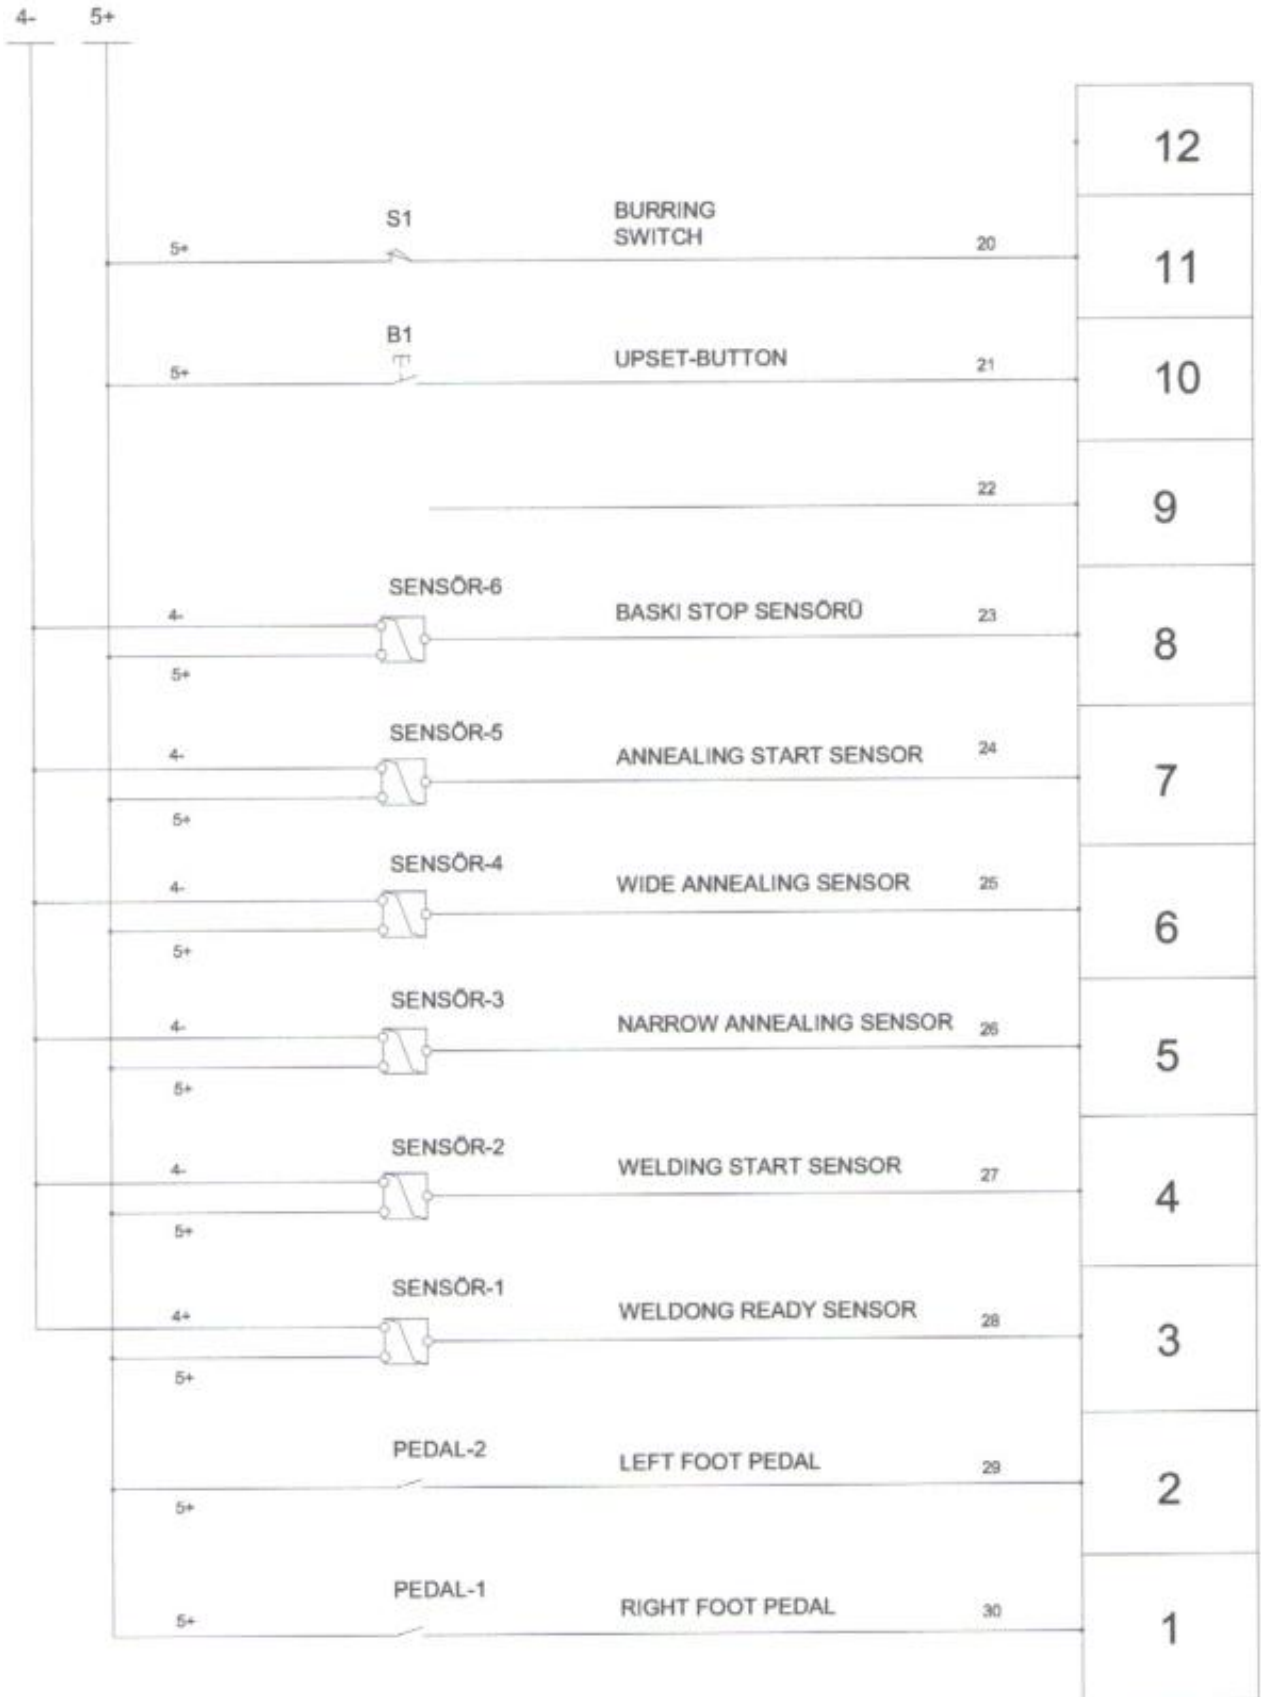 4- 5+
12
S1 BURRING
SWITCH
5+ 20
11
B1
UPSET-BUTTON
5+ 21
10
22
9
SENSÖR-6
4- BASKI STOP SENSÖRÜ 23
8
5+
SENSÖR-5
4- ANNEALING START SENSOR 24
7
5+
SENSÖR-4
4- WIDE ANNEALING SENSOR 25
6
5+
SENSÖR-3
4- NARROW ANNEALING SENSOR 26
5
5+
SENSÖR-2
4- WELDING START SENSOR 27
4
5+
SENSÖR-1
4+ WELDONG READY SENSOR 28
3
5+
PEDAL-2 LEFT FOOT PEDAL 29
2
5+
PEDAL-1
5+ RIGHT FOOT PEDAL 30
1